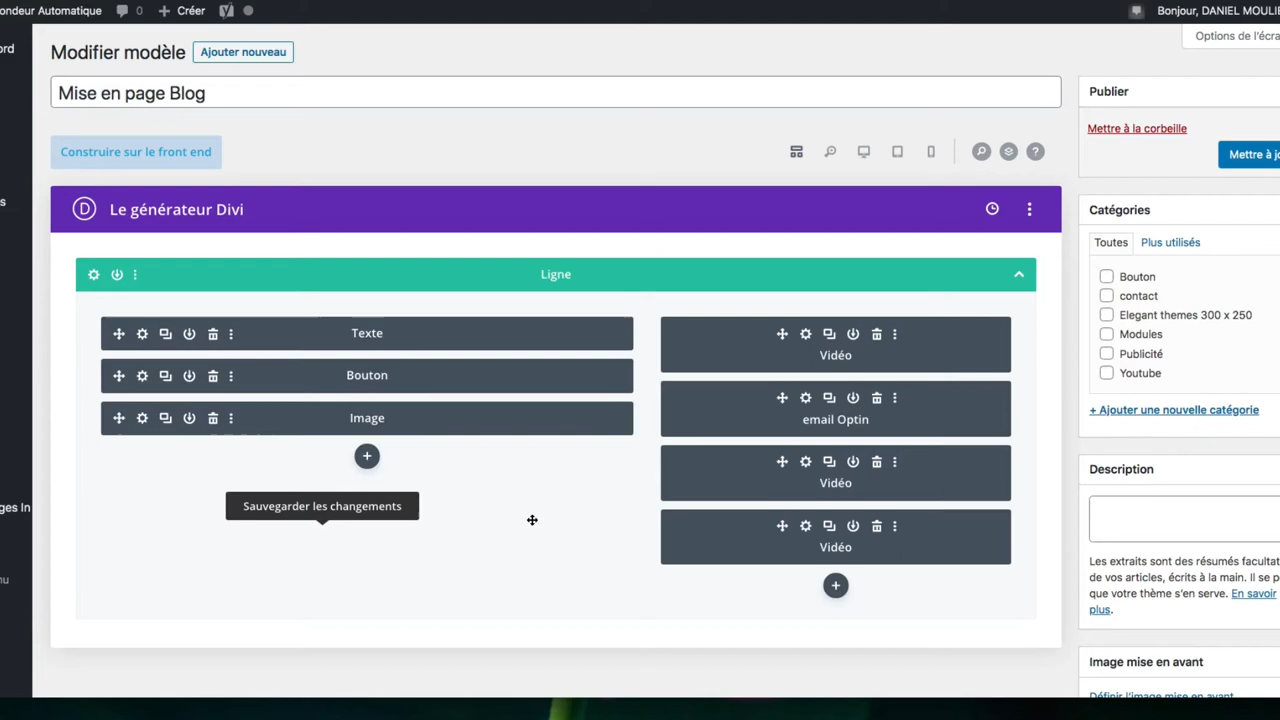 ondeur Automatique 0 Créer Bonjour, DANIEL MOULIE
ord
Modifier modèle Ajouter nouveau Options de l'écra
Mise en page Blog
Publier
Mettre à la corbeille
Construire sur le front end
?
Mettre à jo
D Le générateur Divi
s
Catégories
Toutes Plus utilisés
Ligne
Bouton
contact
Elegant themes 300 x 250
Modules
Publicité
Youtube
+ Ajouter une nouvelle catégorie
Texte
Bouton
Image
Vidéo
email Optin
Vidéo
Vidéo
Sauvegarder les changements
Description
ges In
nu
Les extraits sont des résumés facultat
de vos articles, écrits à la main. Il se p
que votre thème s'en serve. En savoir
plus.
Image mise en avant
Définir l'image mise en avant